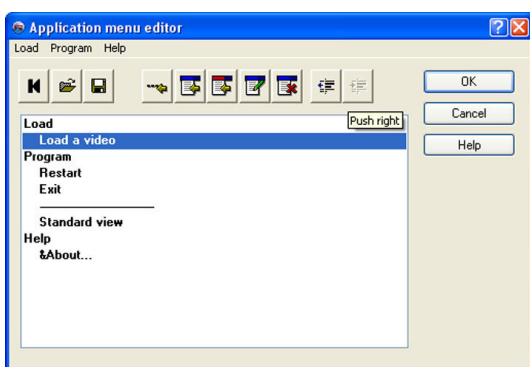 Application menu editor
Load Program Help
OK
Push right
Cancel
Load
Load a video
Help
Program
Restart
Exit
Standard view
Help
&About...